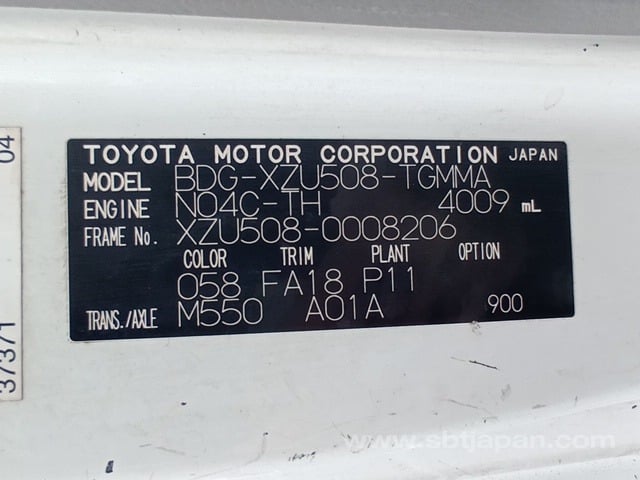 TOYOTA MOTOR CORPORATION JAPAN
MODEL BDG-XZU508-TGMMA
ENGINE N04C-TH 4009 mL
FRAME No. XZU508-0008206
COLOR TRIM PLANT OPTION
058 FA18 P11
TRANS./AXLE M550 A01A 900
37371 04
www.sbtjapan.com